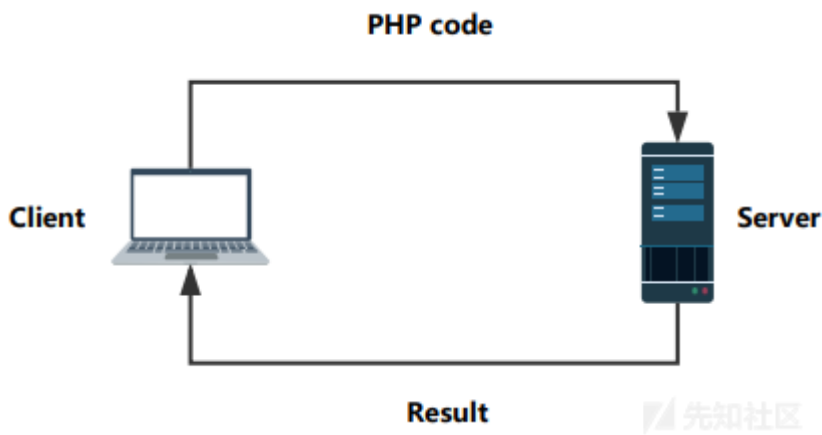 PHP code
Client
Server
Result
先知社区